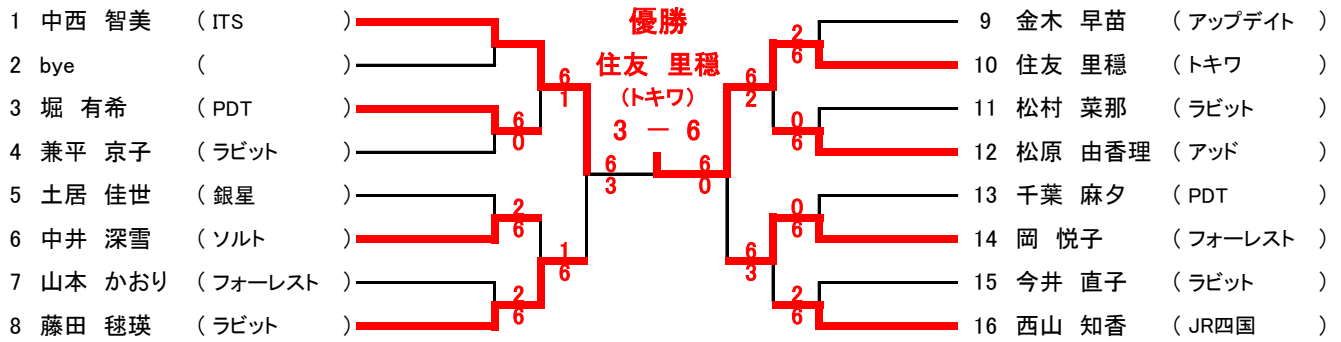 優勝
住友 里穏
(トキワ)
3 － 6
1 中西 智美 ( ITS )
2 bye ( )
3 堀 有希 ( PDT )
4 兼平 京子 ( ラビット )
5 土居 佳世 ( 銀星 )
6 中井 深雪 ( ソルト )
7 山本 かおり ( フォーレスト )
8 藤田 毬瑛 ( ラビット )
6
1
6
0
2
6
1
6
2
6
6
3
6
0
6
2
6
3
2
6
0
6
0
6
2
6
9 金木 早苗 ( アップデイト )
10 住友 里穏 ( トキワ )
11 松村 菜那 ( ラビット )
12 松原 由香理 ( アッド )
13 千葉 麻夕 ( PDT )
14 岡 悦子 ( フォーレスト )
15 今井 直子 ( ラビット )
16 西山 知香 ( JR四国 )